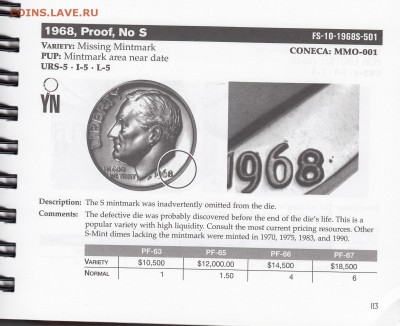 COINS.LAVE.RU
1968, Proof, No S
FS-10-1968S-501
VARIETY: Missing Mintmark
CONECA: MMO-001
PUP: Mintmark area near date
URS-5 · I-5 · L-5
YN
LIBERTY
IN GOD
WE TRUST
1968
1968
Description: The S mintmark was inadvertently omitted from the die.
Comments: The defective die was probably discovered before the end of the die's life. This is a
popular variety with high liquidity. Consult the most current pricing resources. Other
S-Mint dimes lacking the mintmark were minted in 1970, 1975, 1983, and 1990.
PF-63 PF-65 PF-66 PF-67
VARIETY $10,500 $12,000.00 $14,500 $18,500
NORMAL 1 1.50 4 6
113